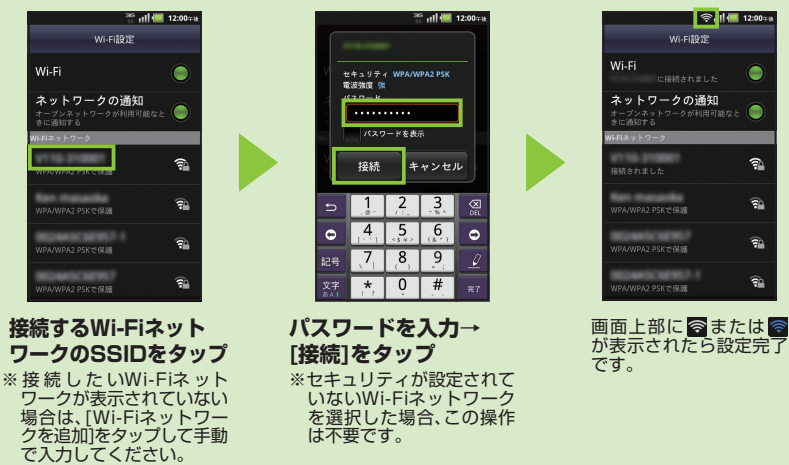 3G
12:00午後
Wi-Fi設定
Wi-Fi
ネットワークの通知
オープンネットワークが利用可能なと
きに通知する
Wi-Fiネットワーク
WPA/WPA2 PSKで保護
WPA/WPA2 PSKで保護
WPA/WPA2 PSKで保護
WPA/WPA2 PSKで保護
接続するWi-Fiネット
ワークのSSIDをタップ
※接続したいWi-Fiネット
ワークが表示されていない
場合は、[Wi-Fiネットワー
クを追加]をタップして手動
で入力してください。
3G
12:00午後
セキュリティ WPA/WPA2 PSK
電波強度 強
パスワード
••••••••••
パスワードを表示
接続 キャンセル
1 2 3 DEL
4 5 6
記号 7 8 9
文字 * 0 # 完了
パスワードを入力→
[接続]をタップ
※セキュリティが設定されて
いないWi-Fiネットワーク
を選択した場合、この操作
は不要です。
12:00午後
Wi-Fi設定
Wi-Fi
に接続されました
ネットワークの通知
オープンネットワークが利用可能なと
きに通知する
Wi-Fiネットワーク
接続されました
WPA/WPA2 PSKで保護
WPA/WPA2 PSKで保護
WPA/WPA2 PSKで保護
画面上部に または
が表示されたら設定完了
です。